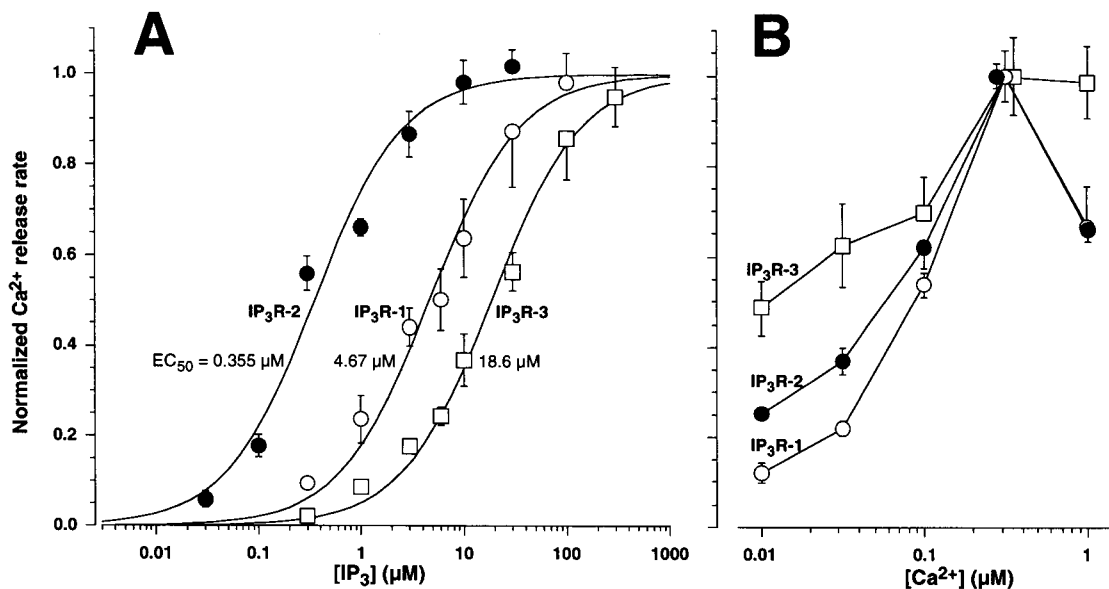 A
B
Normalized Ca²⁺ release rate
1.0
0.8
0.6
0.4
0.2
0.0
IP₃R-2
IP₃R-1
IP₃R-3
EC₅₀ = 0.355 µM
4.67 µM
18.6 µM
0.01
0.1
1
10
100
1000
[IP₃] (µM)
IP₃R-3
IP₃R-2
IP₃R-1
0.01
0.1
1
[Ca²⁺] (µM)